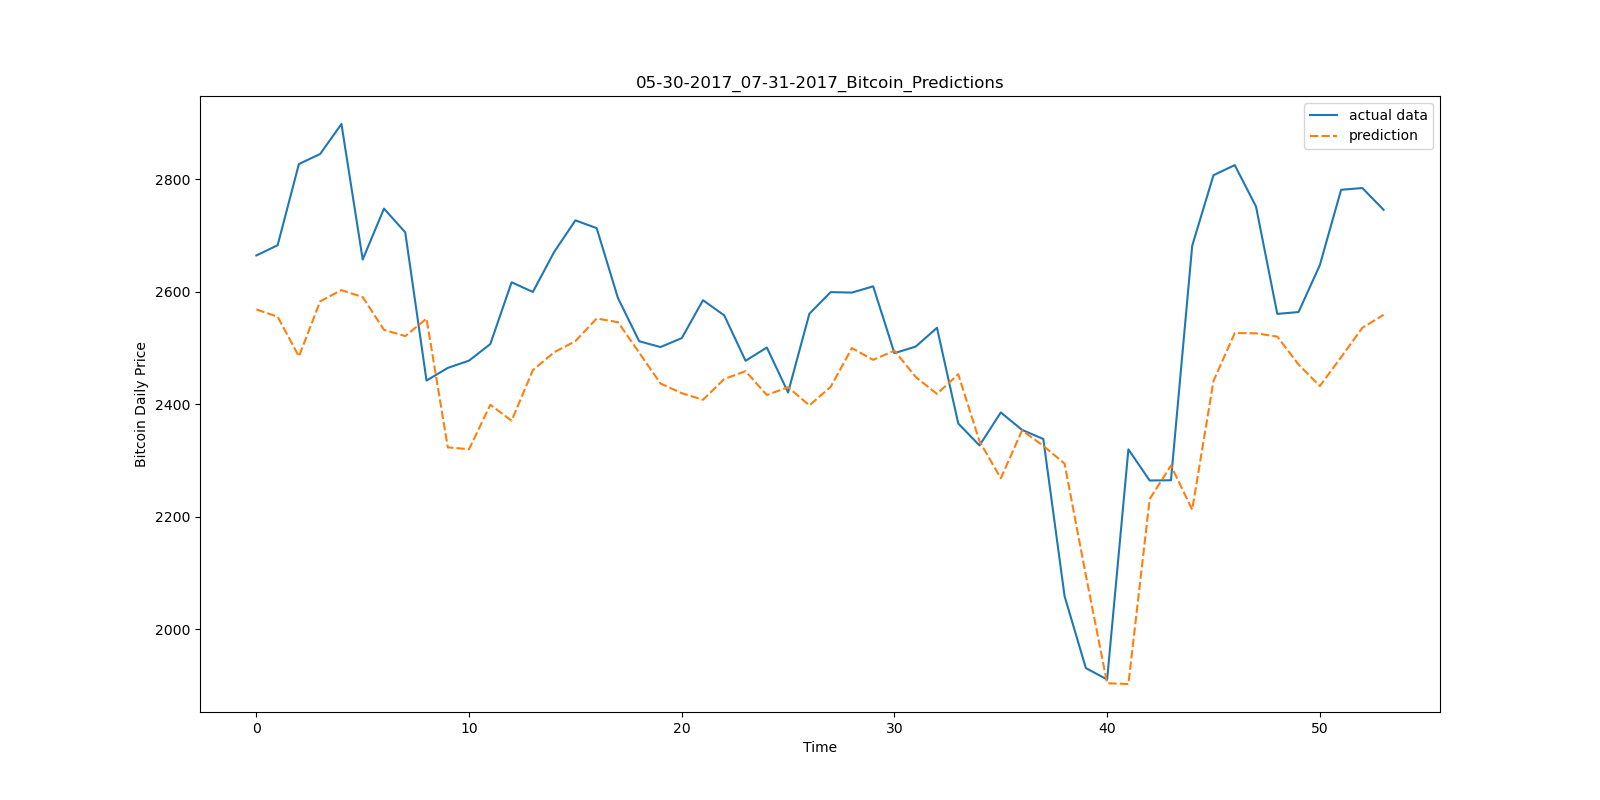 05-30-2017_07-31-2017_Bitcoin_Predictions
actual data
prediction
Bitcoin Daily Price
2800
2600
2400
2200
2000
0 10 20 30 40 50
Time